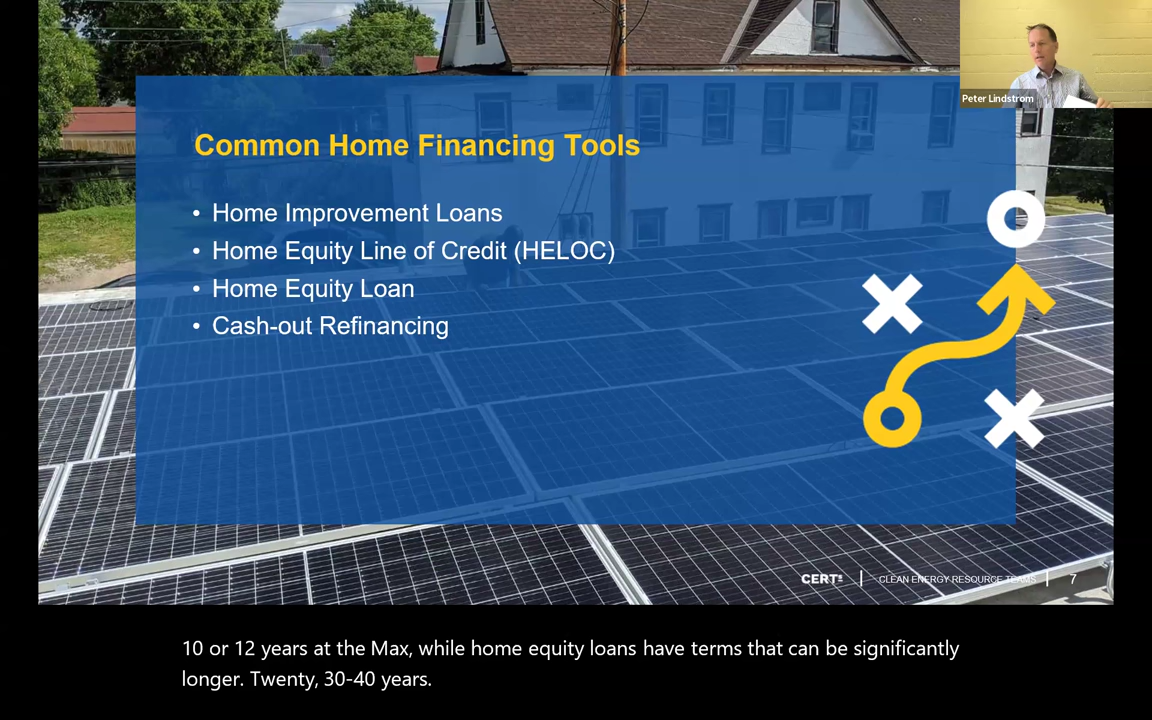 Peter Lindstrom
Common Home Financing Tools
• Home Improvement Loans
• Home Equity Line of Credit (HELOC)
• Home Equity Loan
• Cash-out Refinancing
CERTs | CLEAN ENERGY RESOURCE TEAMS | 7
10 or 12 years at the Max, while home equity loans have terms that can be significantly
longer. Twenty, 30-40 years.